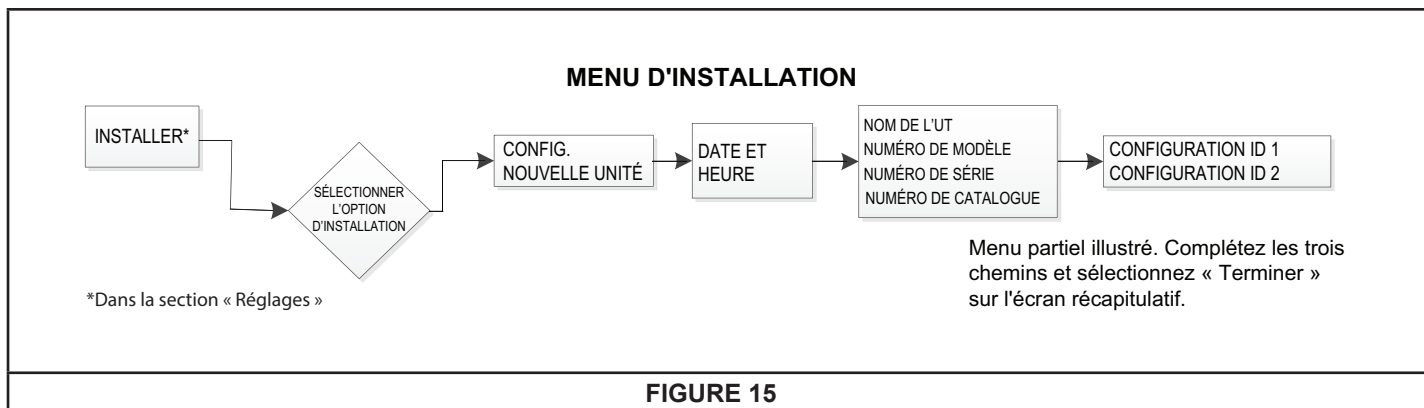 MENU D'INSTALLATION
INSTALLER*
SÉLECTIONNER
L'OPTION
D'INSTALLATION
CONFIG.
NOUVELLE UNITÉ
DATE ET
HEURE
NOM DE L'UT
NUMÉRO DE MODÈLE
NUMÉRO DE SÉRIE
NUMÉRO DE CATALOGUE
CONFIGURATION ID 1
CONFIGURATION ID 2
Menu partiel illustré. Complétez les trois
chemins et sélectionnez « Terminer »
sur l'écran récapitulatif.
*Dans la section « Réglages »
FIGURE 15